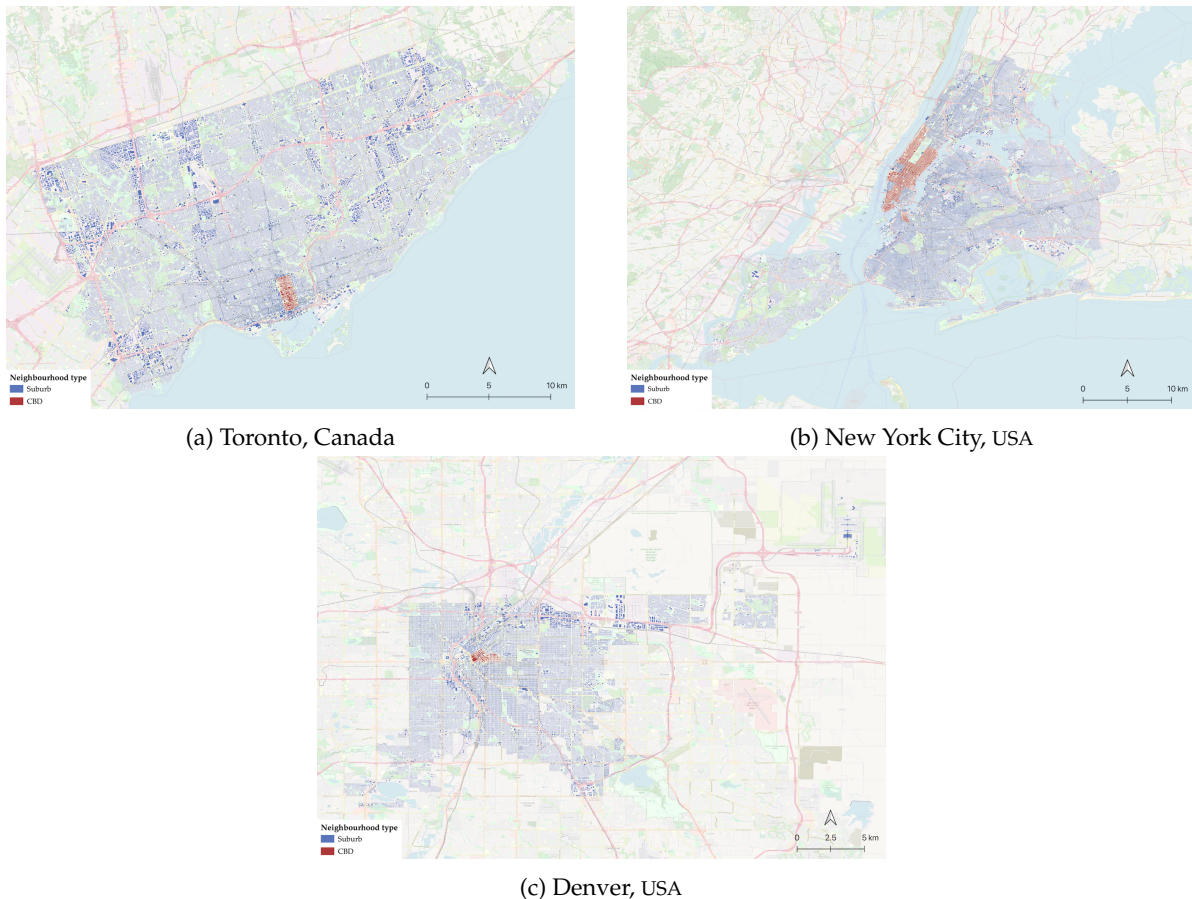 Neighbourhood type
Suburb
CBD
0 5 10 km
(a) Toronto, Canada
Neighbourhood type
Suburb
CBD
0 5 10 km
(b) New York City, USA
Neighbourhood type
Suburb
CBD
0 2.5 5 km
(c) Denver, USA